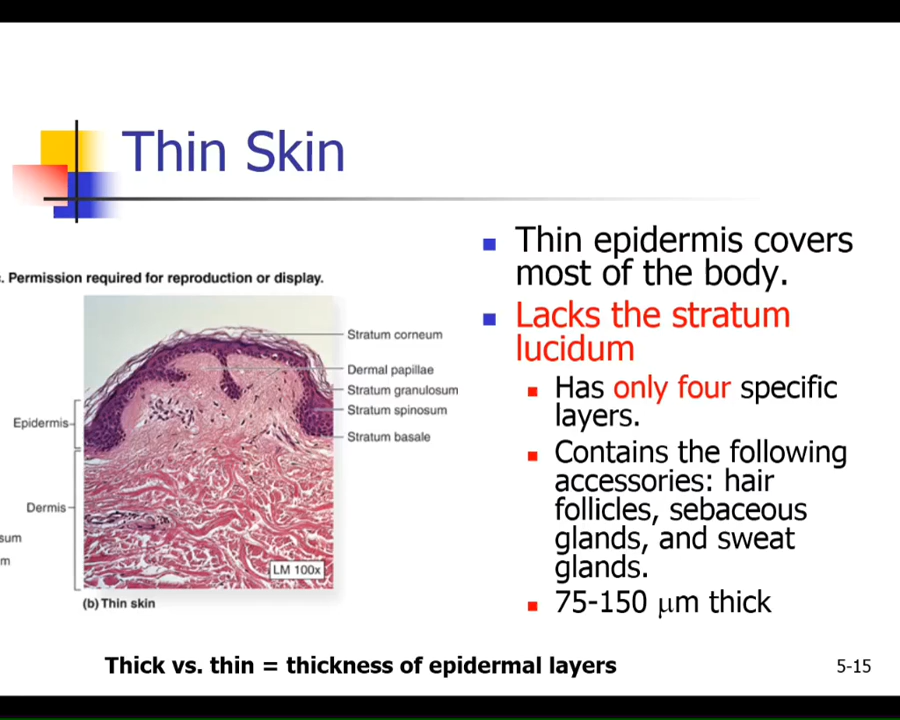 Thin Skin
Thin epidermis covers
most of the body.
Lacks the stratum
lucidum
Has only four specific
layers.
Contains the following
accessories: hair
follicles, sebaceous
glands, and sweat
glands.
75-150 μm thick
. Permission required for reproduction or display.
Stratum corneum
Dermal papillae
Stratum granulosum
Stratum spinosum
Stratum basale
Epidermis
Dermis
sum
m
LM 100x
(b) Thin skin
Thick vs. thin = thickness of epidermal layers
5-15